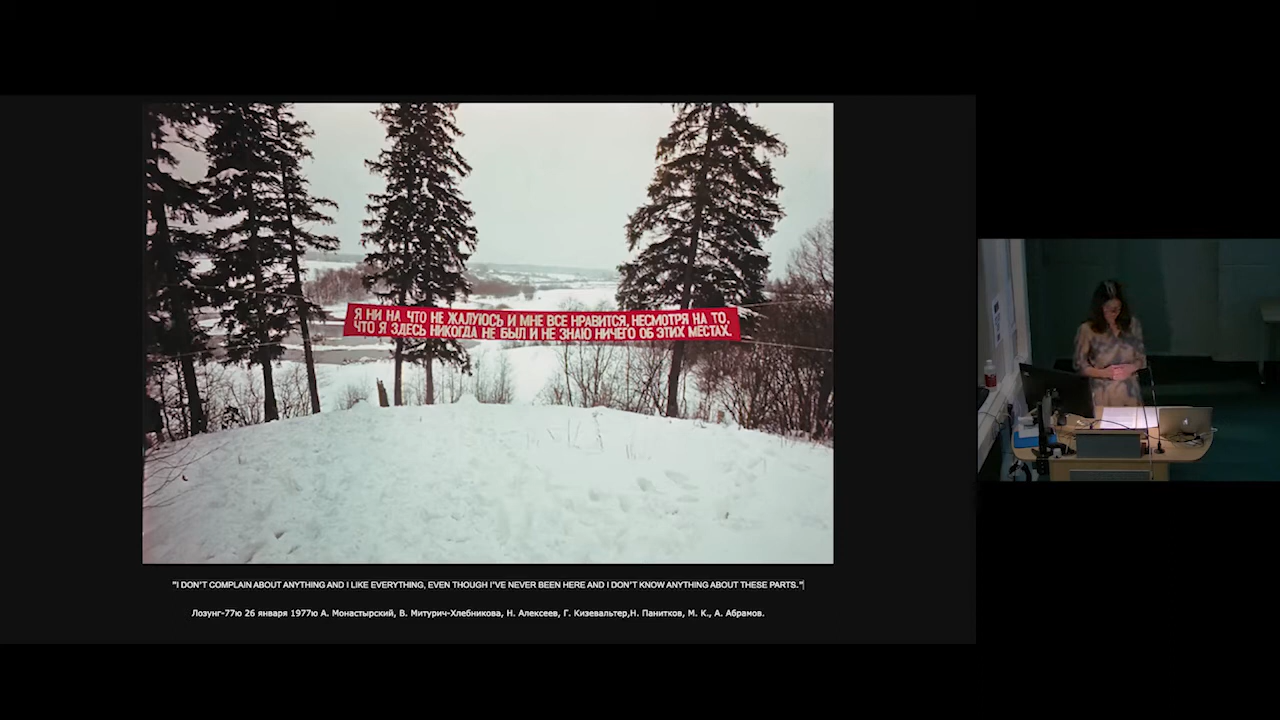 Я НИ НА ЧТО НЕ ЖАЛУЮСЬ И МНЕ ВСЕ НРАВИТСЯ, НЕСМОТРЯ НА ТО,
ЧТО Я ЗДЕСЬ НИКОГДА НЕ БЫЛ И НЕ ЗНАЮ НИЧЕГО ОБ ЭТИХ МЕСТАХ.
"I DON'T COMPLAIN ABOUT ANYTHING AND I LIKE EVERYTHING, EVEN THOUGH I'VE NEVER BEEN HERE AND I DON'T KNOW ANYTHING ABOUT THESE PARTS."
Лозунг-77ю 26 января 1977ю А. Монастырский, В. Митурич-Хлебникова, Н. Алексеев, Г. Кизевальтер,Н. Панитков, М. К., А. Абрамов.